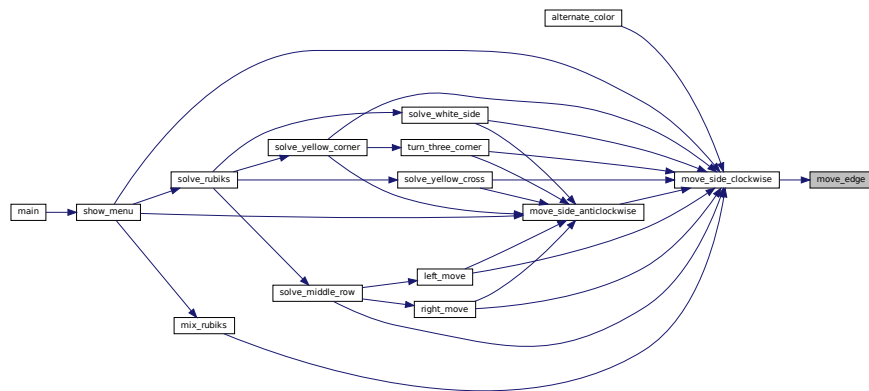 alternate_color
solve_white_side
solve_yellow_corner
turn_three_corner
solve_rubiks
solve_yellow_cross
move_side_clockwise
move_edge
main
show_menu
move_side_anticlockwise
left_move
solve_middle_row
right_move
mix_rubiks